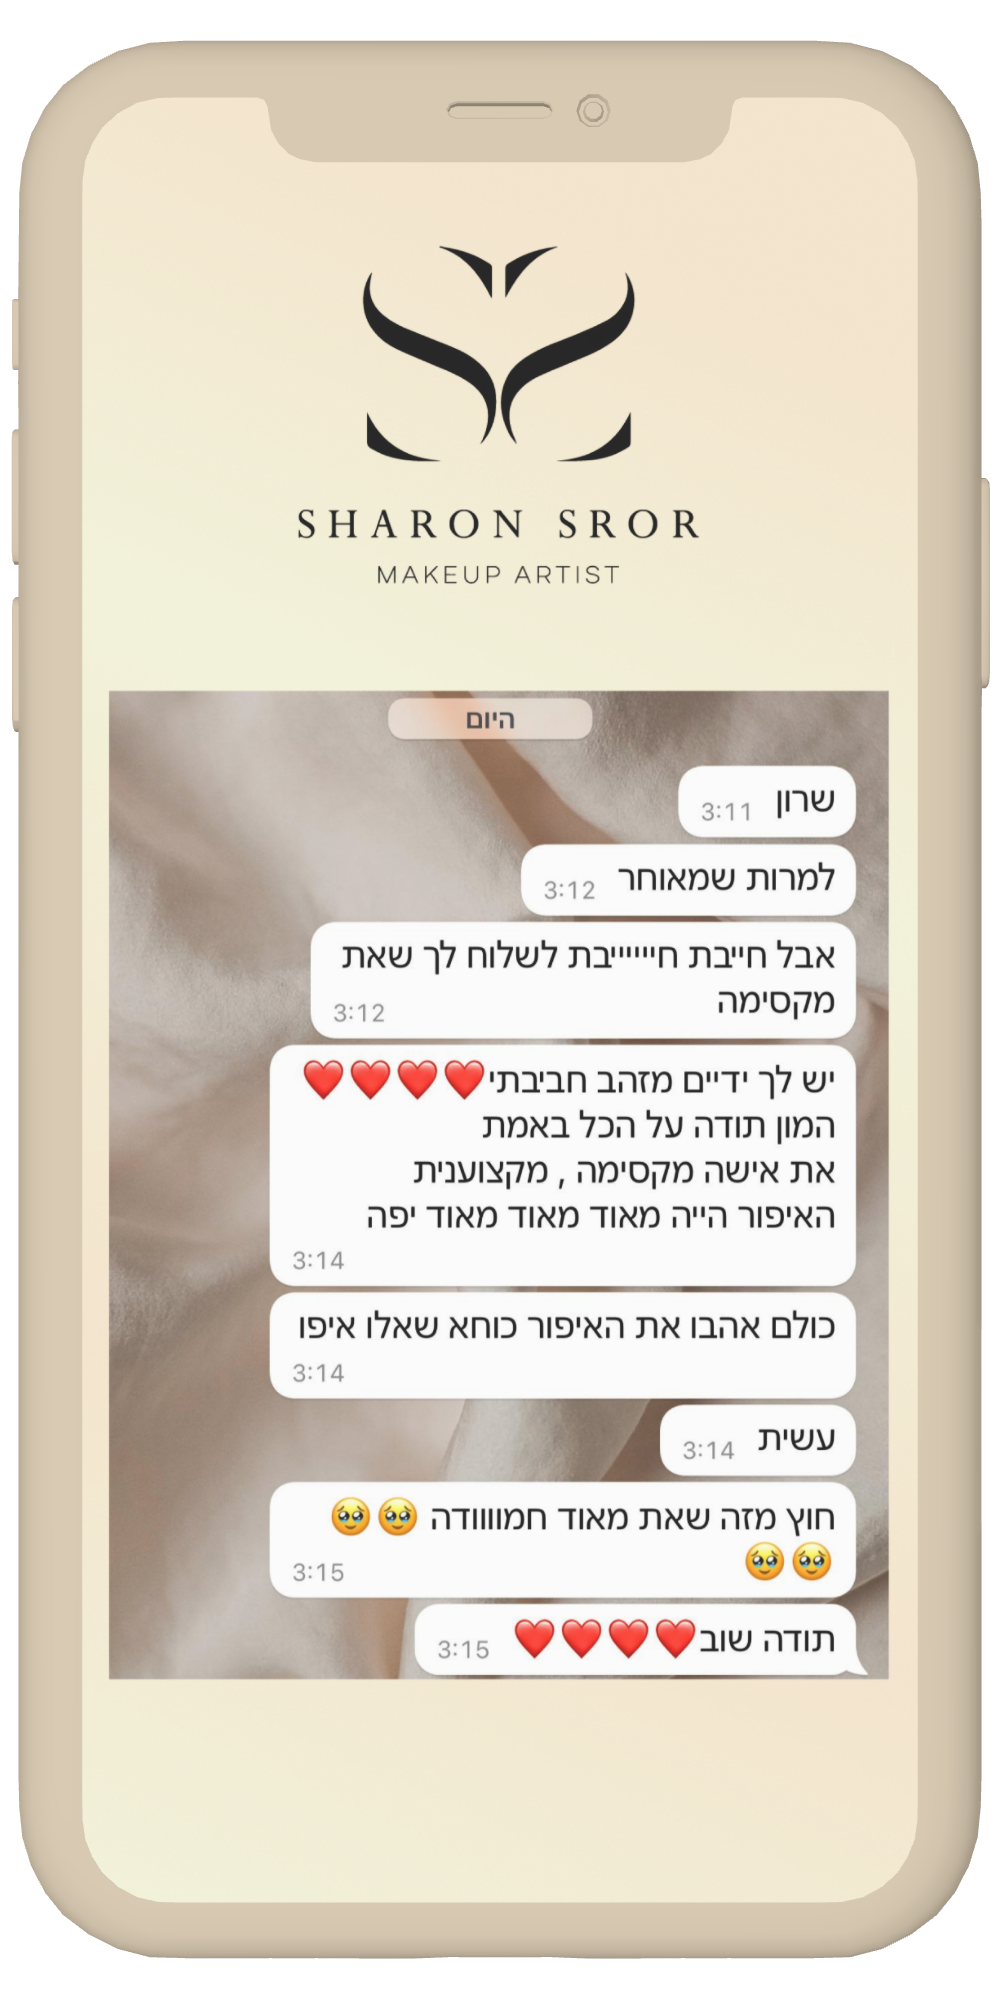 SHARON SROR
MAKEUP ARTIST
היום
שרון
3:11
למרות שמאוחר
3:12
אבל חייבת חיייייייבת לשלוח לך שאת
מקסימה
3:12
יש לך ידיים מזהב חביבתי❤️❤️❤️❤️
המון תודה על הכל באמת
את אישה מקסימה , מקצוענית
האיפור הייה מאוד מאוד מאוד יפה
3:14
כולם אהבו את האיפור כוחא שאלו איפו
3:14
עשית
3:14
חוץ מזה שאת מאוד חמוווודה 🥹🥹
🥹🥹
3:15
תודה שוב❤️❤️❤️❤️
3:15